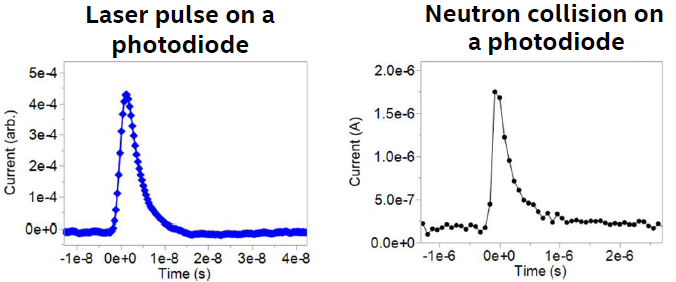 Laser pulse on a
photodiode
5e-4
4e-4
3e-4
2e-4
1e-4
0e+0
Current (arb.)
-1e-8 0e+0 1e-8 2e-8 3e-8 4e-8
Time (s)
Neutron collision on
a photodiode
2.0e-6
1.5e-6
1.0e-6
5.0e-7
0.0e+0
Current (A)
-1e-6 0e+0 1e-6 2e-6
Time (s)